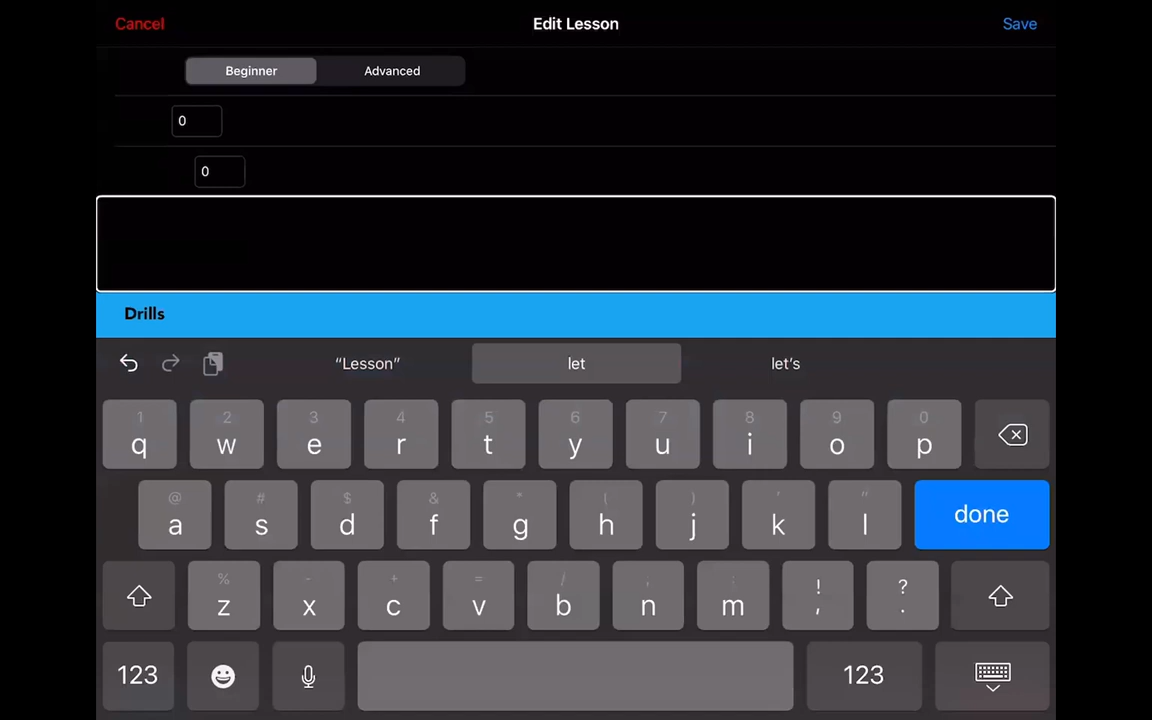 Cancel Edit Lesson Save
Beginner Advanced
0
0
Drills
“Lesson” let let's
1 2 3 4 5 6 7 8 9 0
q w e r t y u i o p
@ # $ & * ( ) ' "
a s d f g h j k l done
% - + = / ; : ! ?
z x c v b n m , .
123 123